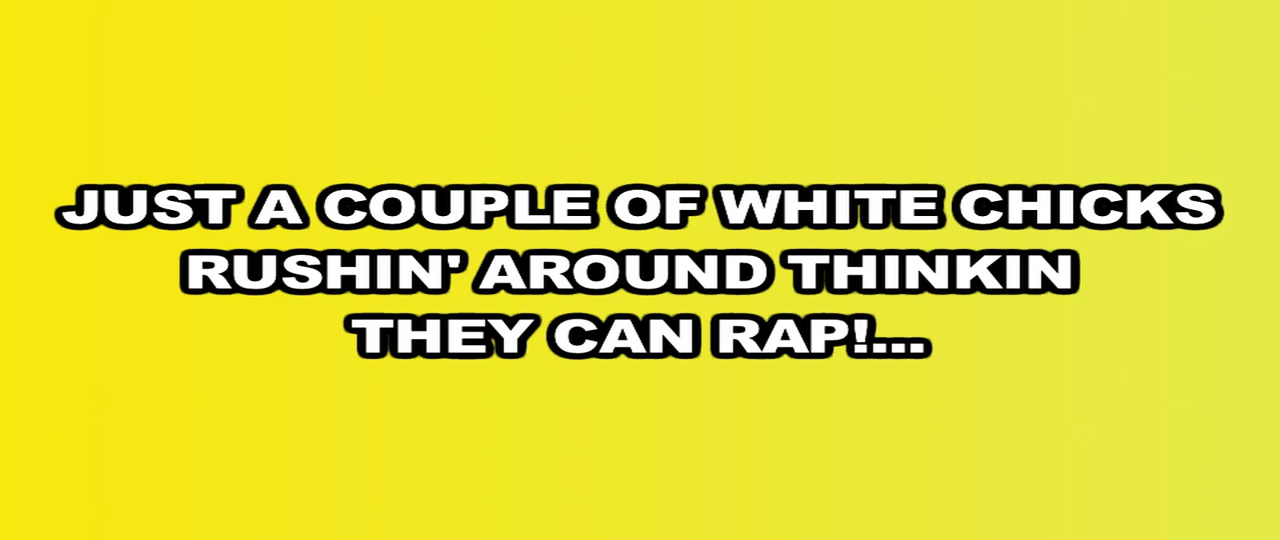 JUST A COUPLE OF WHITE CHICKS
RUSHIN' AROUND THINKIN
THEY CAN RAP!...